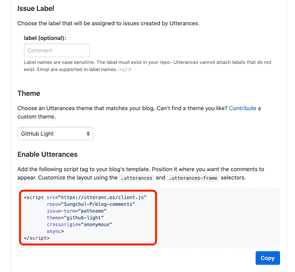 Issue Label
Choose the label that will be assigned to issues created by Utterances.
label (optional):
Comment
Label names are case sensitive. The label must exist in your repo- Utterances cannot attach labels that do
not exist. Emoji are supported in label names.
Theme
Choose an Utterances theme that matches your blog. Can't find a theme you like? Contribute
a custom theme.
GitHub Light
Enable Utterances
Add the following script tag to your blog's template. Position it where you want the comments to
appear. Customize the layout using the .utterances and .utterances-frame selectors.
<script src="https://utteranc.es/client.js"
repo="Sungchul-P/blog-comments"
issue-term="pathname"
theme="github-light"
crossorigin="anonymous"
async>
</script>
Copy